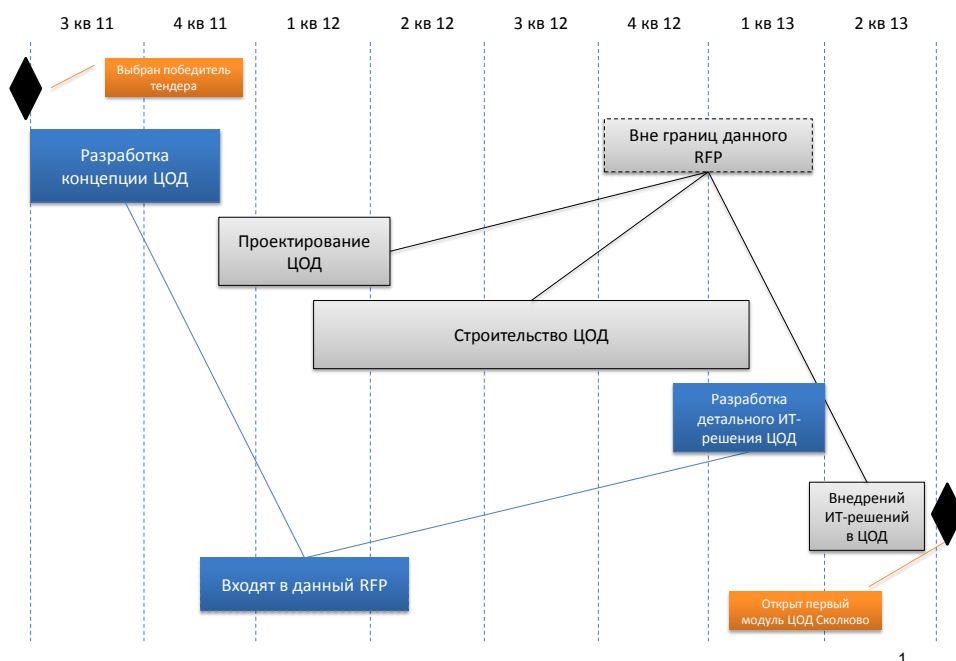 3 кв 11 4 кв 11 1 кв 12 2 кв 12 3 кв 12 4 кв 12 1 кв 13 2 кв 13
Выбран победитель
тендера
Вне границ данного
RFP
Разработка
концепции ЦОД
Проектирование
ЦОД
Строительство ЦОД
Разработка
детального ИТ-
решения ЦОД
Внедрений
ИТ-решений
в ЦОД
Входят в данный RFP
Открыт первый
модуль ЦОД Сколково
1